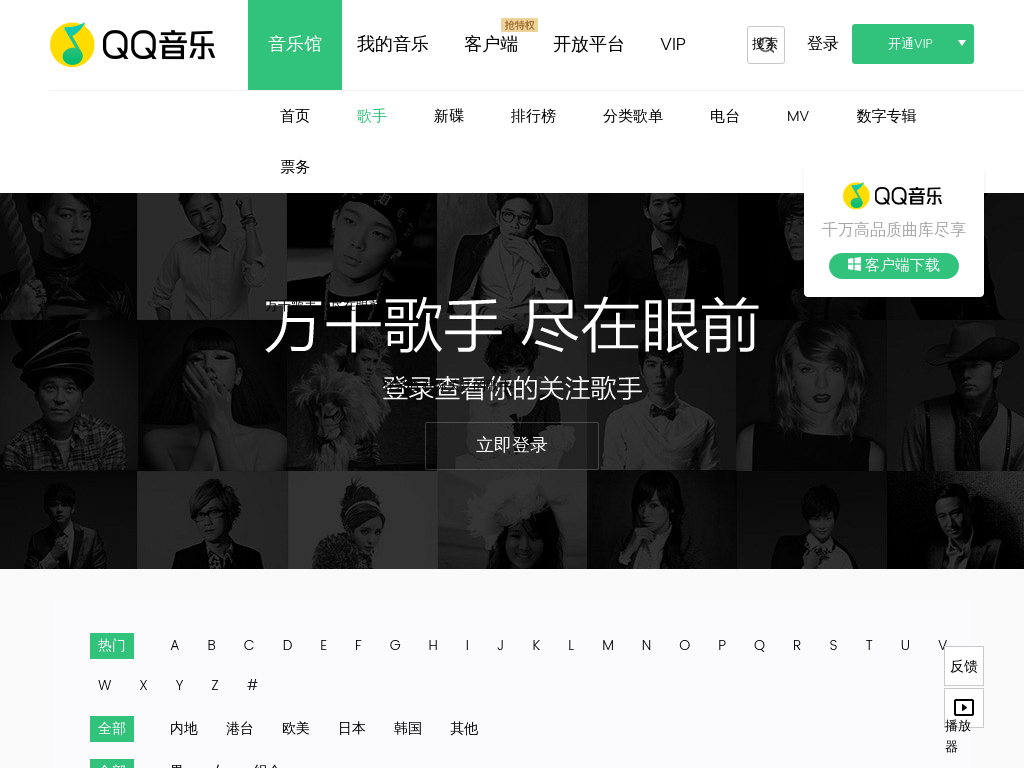 QQ音乐
音乐馆
我的音乐
客户端
抢特权
开放平台
VIP
搜索
登录
开通VIP
首页
歌手
新碟
排行榜
分类歌单
电台
MV
数字专辑
票务
QQ音乐
千万高品质曲库尽享
客户端下载
万千歌手 尽在眼前
登录查看你的关注歌手
立即登录
热门 A B C D E F G H I J K L M N O P Q R S T U V
W X Y Z #
全部 内地 港台 欧美 日本 韩国 其他
反馈
播放
器